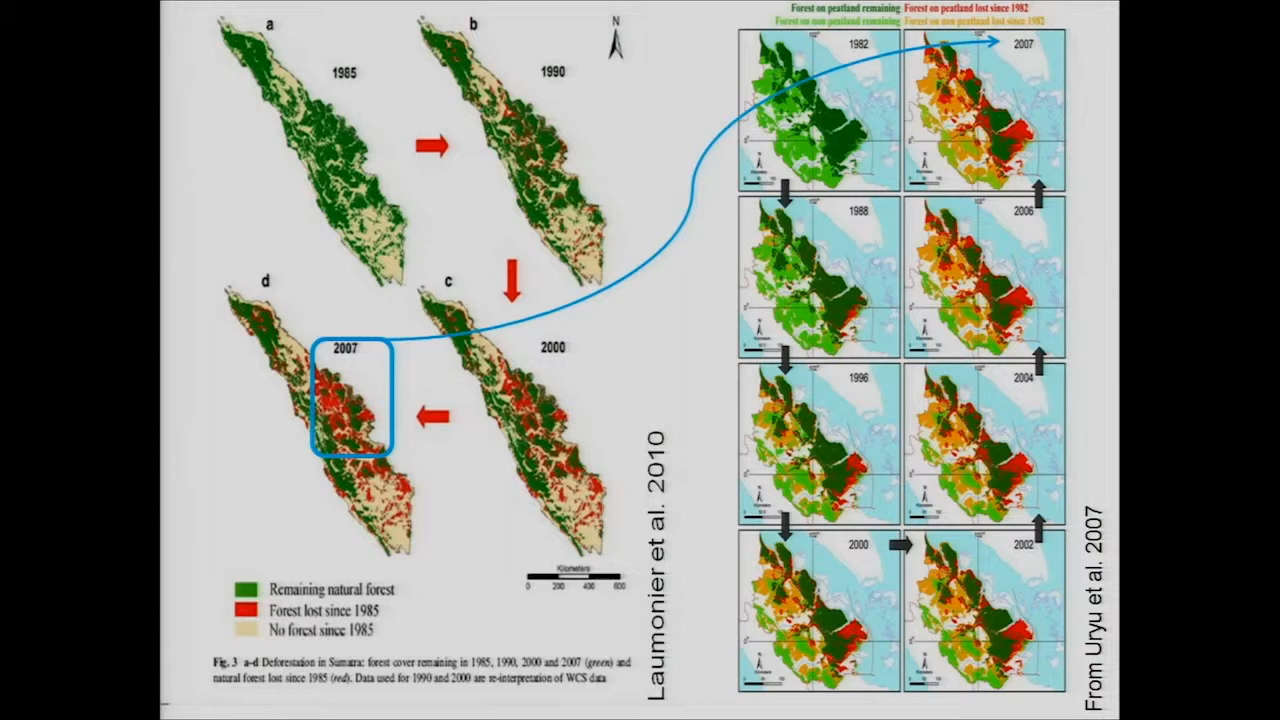 a
1985
b
1990
N
d
2007
c
2000
Remaining natural forest
Forest lost since 1985
No forest since 1985
Kilometers
0 200 400 600
Fig. 3 a-d Deforestation in Sumatra: forest cover remaining in 1985, 1990, 2000 and 2007 (green) and
natural forest lost since 1985 (red). Data used for 1990 and 2000 are re-interpretation of WCS data
Laumonier et al. 2010
Forest on peatland remaining Forest on peatland lost since 1982
Forest on non peatland remaining Forest on non peatland lost since 1982
1982
2007
1988
2006
1996
2004
2000
2002
From Uryu et al. 2007